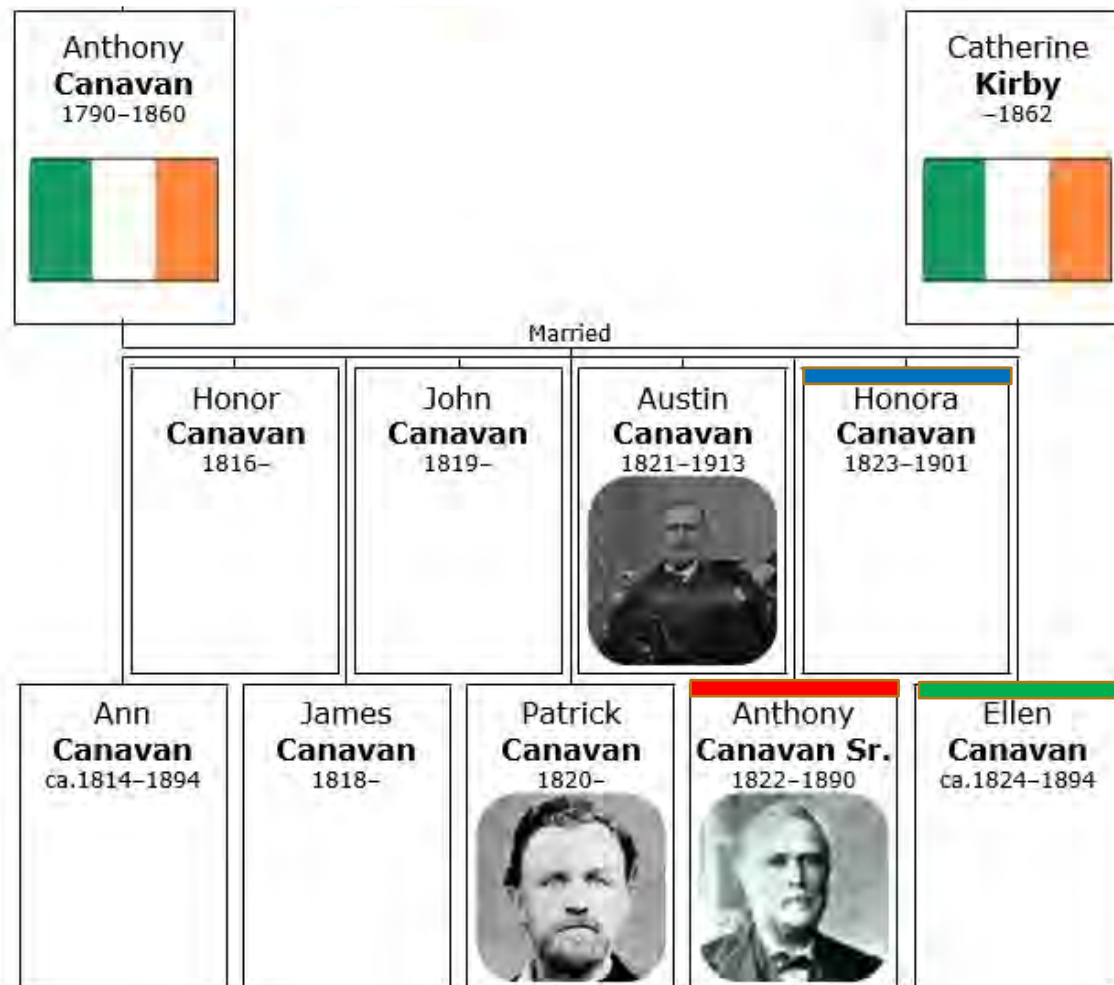 Anthony
Canavan
1790–1860
Catherine
Kirby
–1862
Married
Honor
Canavan
1816–
John
Canavan
1819–
Austin
Canavan
1821–1913
Honora
Canavan
1823–1901
Ann
Canavan
ca.1814–1894
James
Canavan
1818–
Patrick
Canavan
1820–
Anthony
Canavan Sr.
1822–1890
Ellen
Canavan
ca.1824–1894